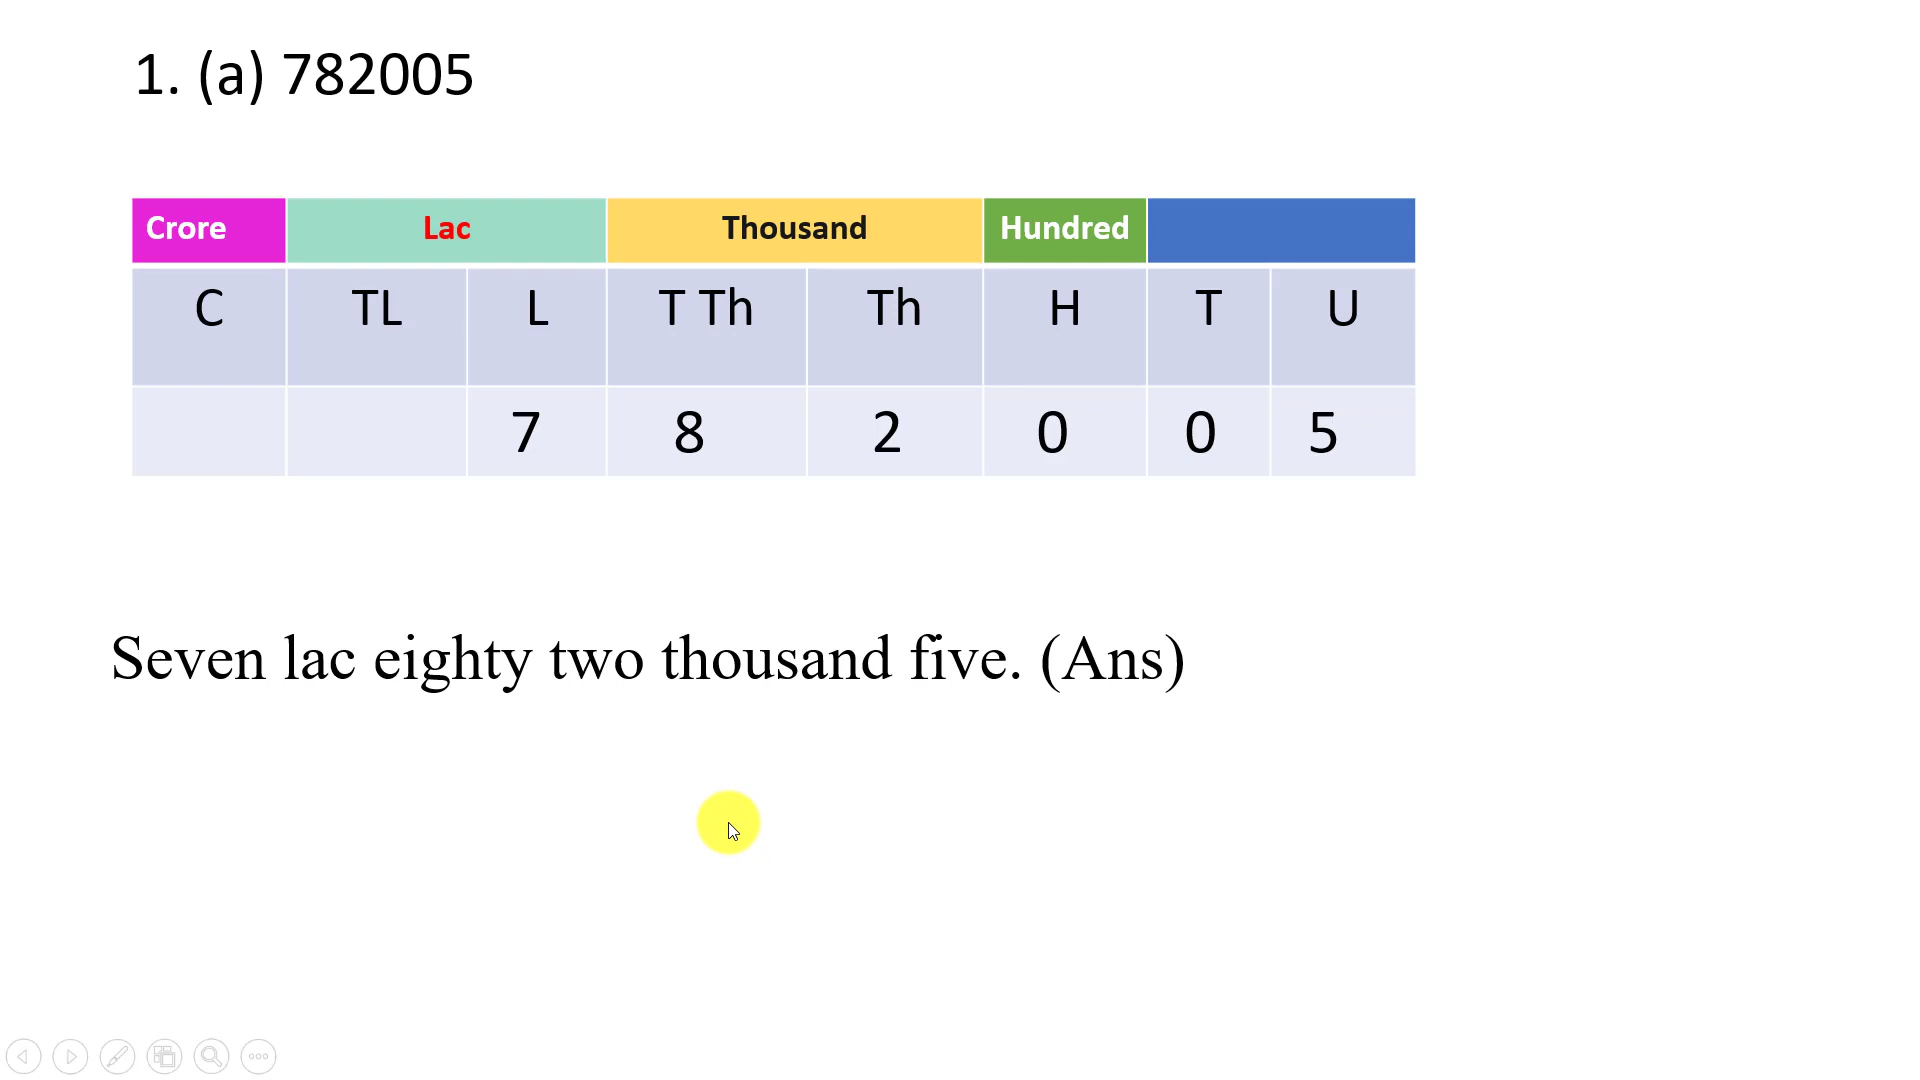 1. (a) 782005
Crore Lac Thousand Hundred
C TL L T Th Th H T U
7 8 2 0 0 5
Seven lac eighty two thousand five. (Ans)